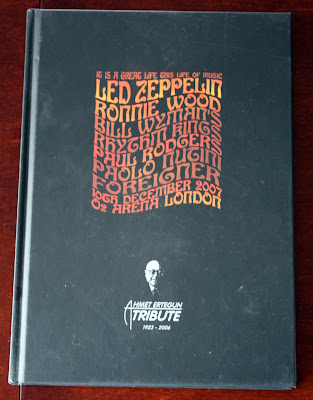 IT IS A GREAT LIFE THIS LIFE OF MUSIC
LED ZEPPELIN
RONNIE WOOD
BILL WYMAN'S
RHYTHM KINGS
PAUL RODGERS
PAOLO NUTINI
FOREIGNER
10TH DECEMBER 2007
O2 ARENA LONDON
AHMET ERTEGUN
TRIBUTE
1923 - 2006